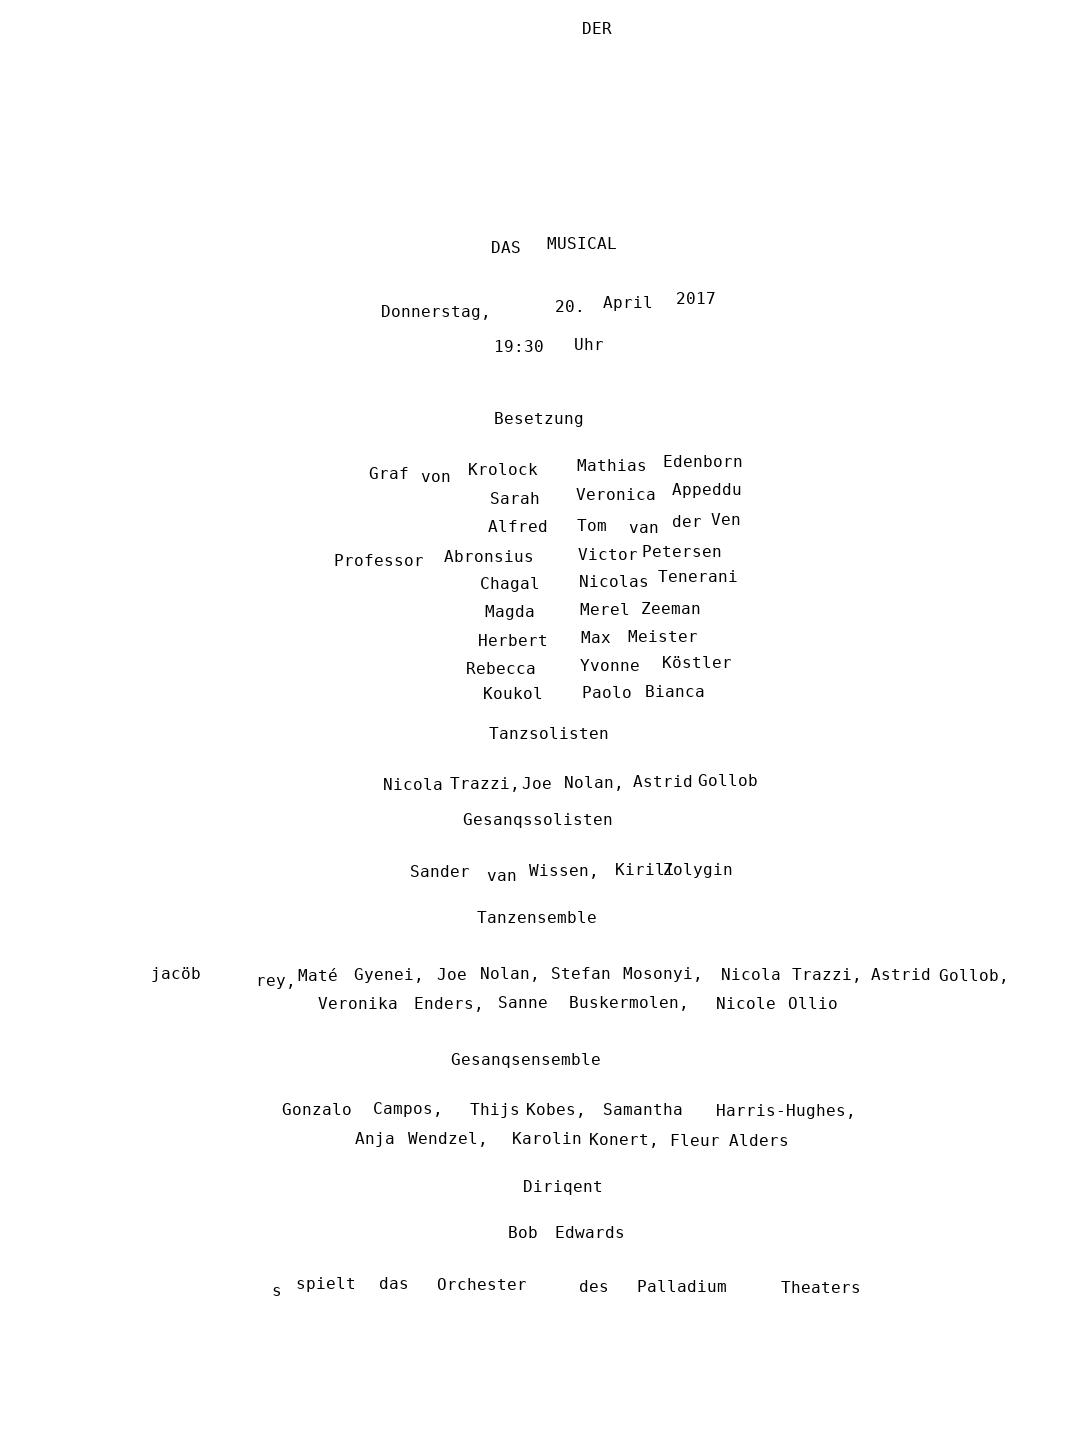 DER
DAS MUSICAL
Donnerstag, 20. April 2017
19:30 Uhr
Besetzung
Graf von Krolock Mathias Edenborn
Sarah Veronica Appeddu
Alfred Tom van der Ven
Professor Abronsius Victor Petersen
Chagal Nicolas Tenerani
Magda Merel Zeeman
Herbert Max Meister
Rebecca Yvonne Köstler
Koukol Paolo Bianca
Tanzsolisten
Nicola Trazzi, Joe Nolan, Astrid Gollob
Gesanqssolisten
Sander van Wissen, Kirill Zolygin
Tanzensemble
jacöb rey, Maté Gyenei, Joe Nolan, Stefan Mosonyi, Nicola Trazzi, Astrid Gollob,
Veronika Enders, Sanne Buskermolen, Nicole Ollio
Gesanqsensemble
Gonzalo Campos, Thijs Kobes, Samantha Harris-Hughes,
Anja Wendzel, Karolin Konert, Fleur Alders
Diriqent
Bob Edwards
s spielt das Orchester des Palladium Theaters